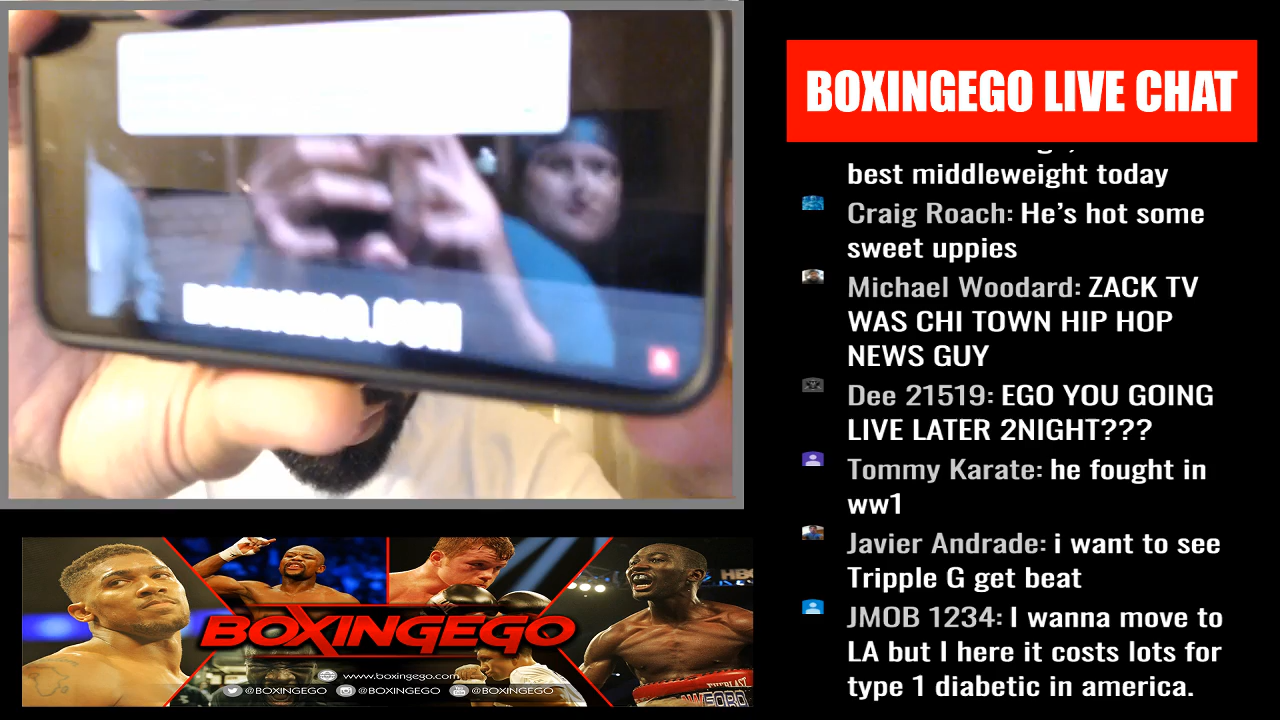 BOXINGEGO.COM
BOXINGEGO LIVE CHAT
best middleweight today
Craig Roach: He's hot some
sweet uppies
Michael Woodard: ZACK TV
WAS CHI TOWN HIP HOP
NEWS GUY
Dee 21519: EGO YOU GOING
LIVE LATER 2NIGHT???
Tommy Karate: he fought in
ww1
Javier Andrade: i want to see
Tripple G get beat
JMOB 1234: I wanna move to
LA but I here it costs lots for
type 1 diabetic in america.
HBO
BOXINGEGO
www.boxingego.com
@BOXINGEGO @BOXINGEGO @BOXINGEGO
EVERLAST